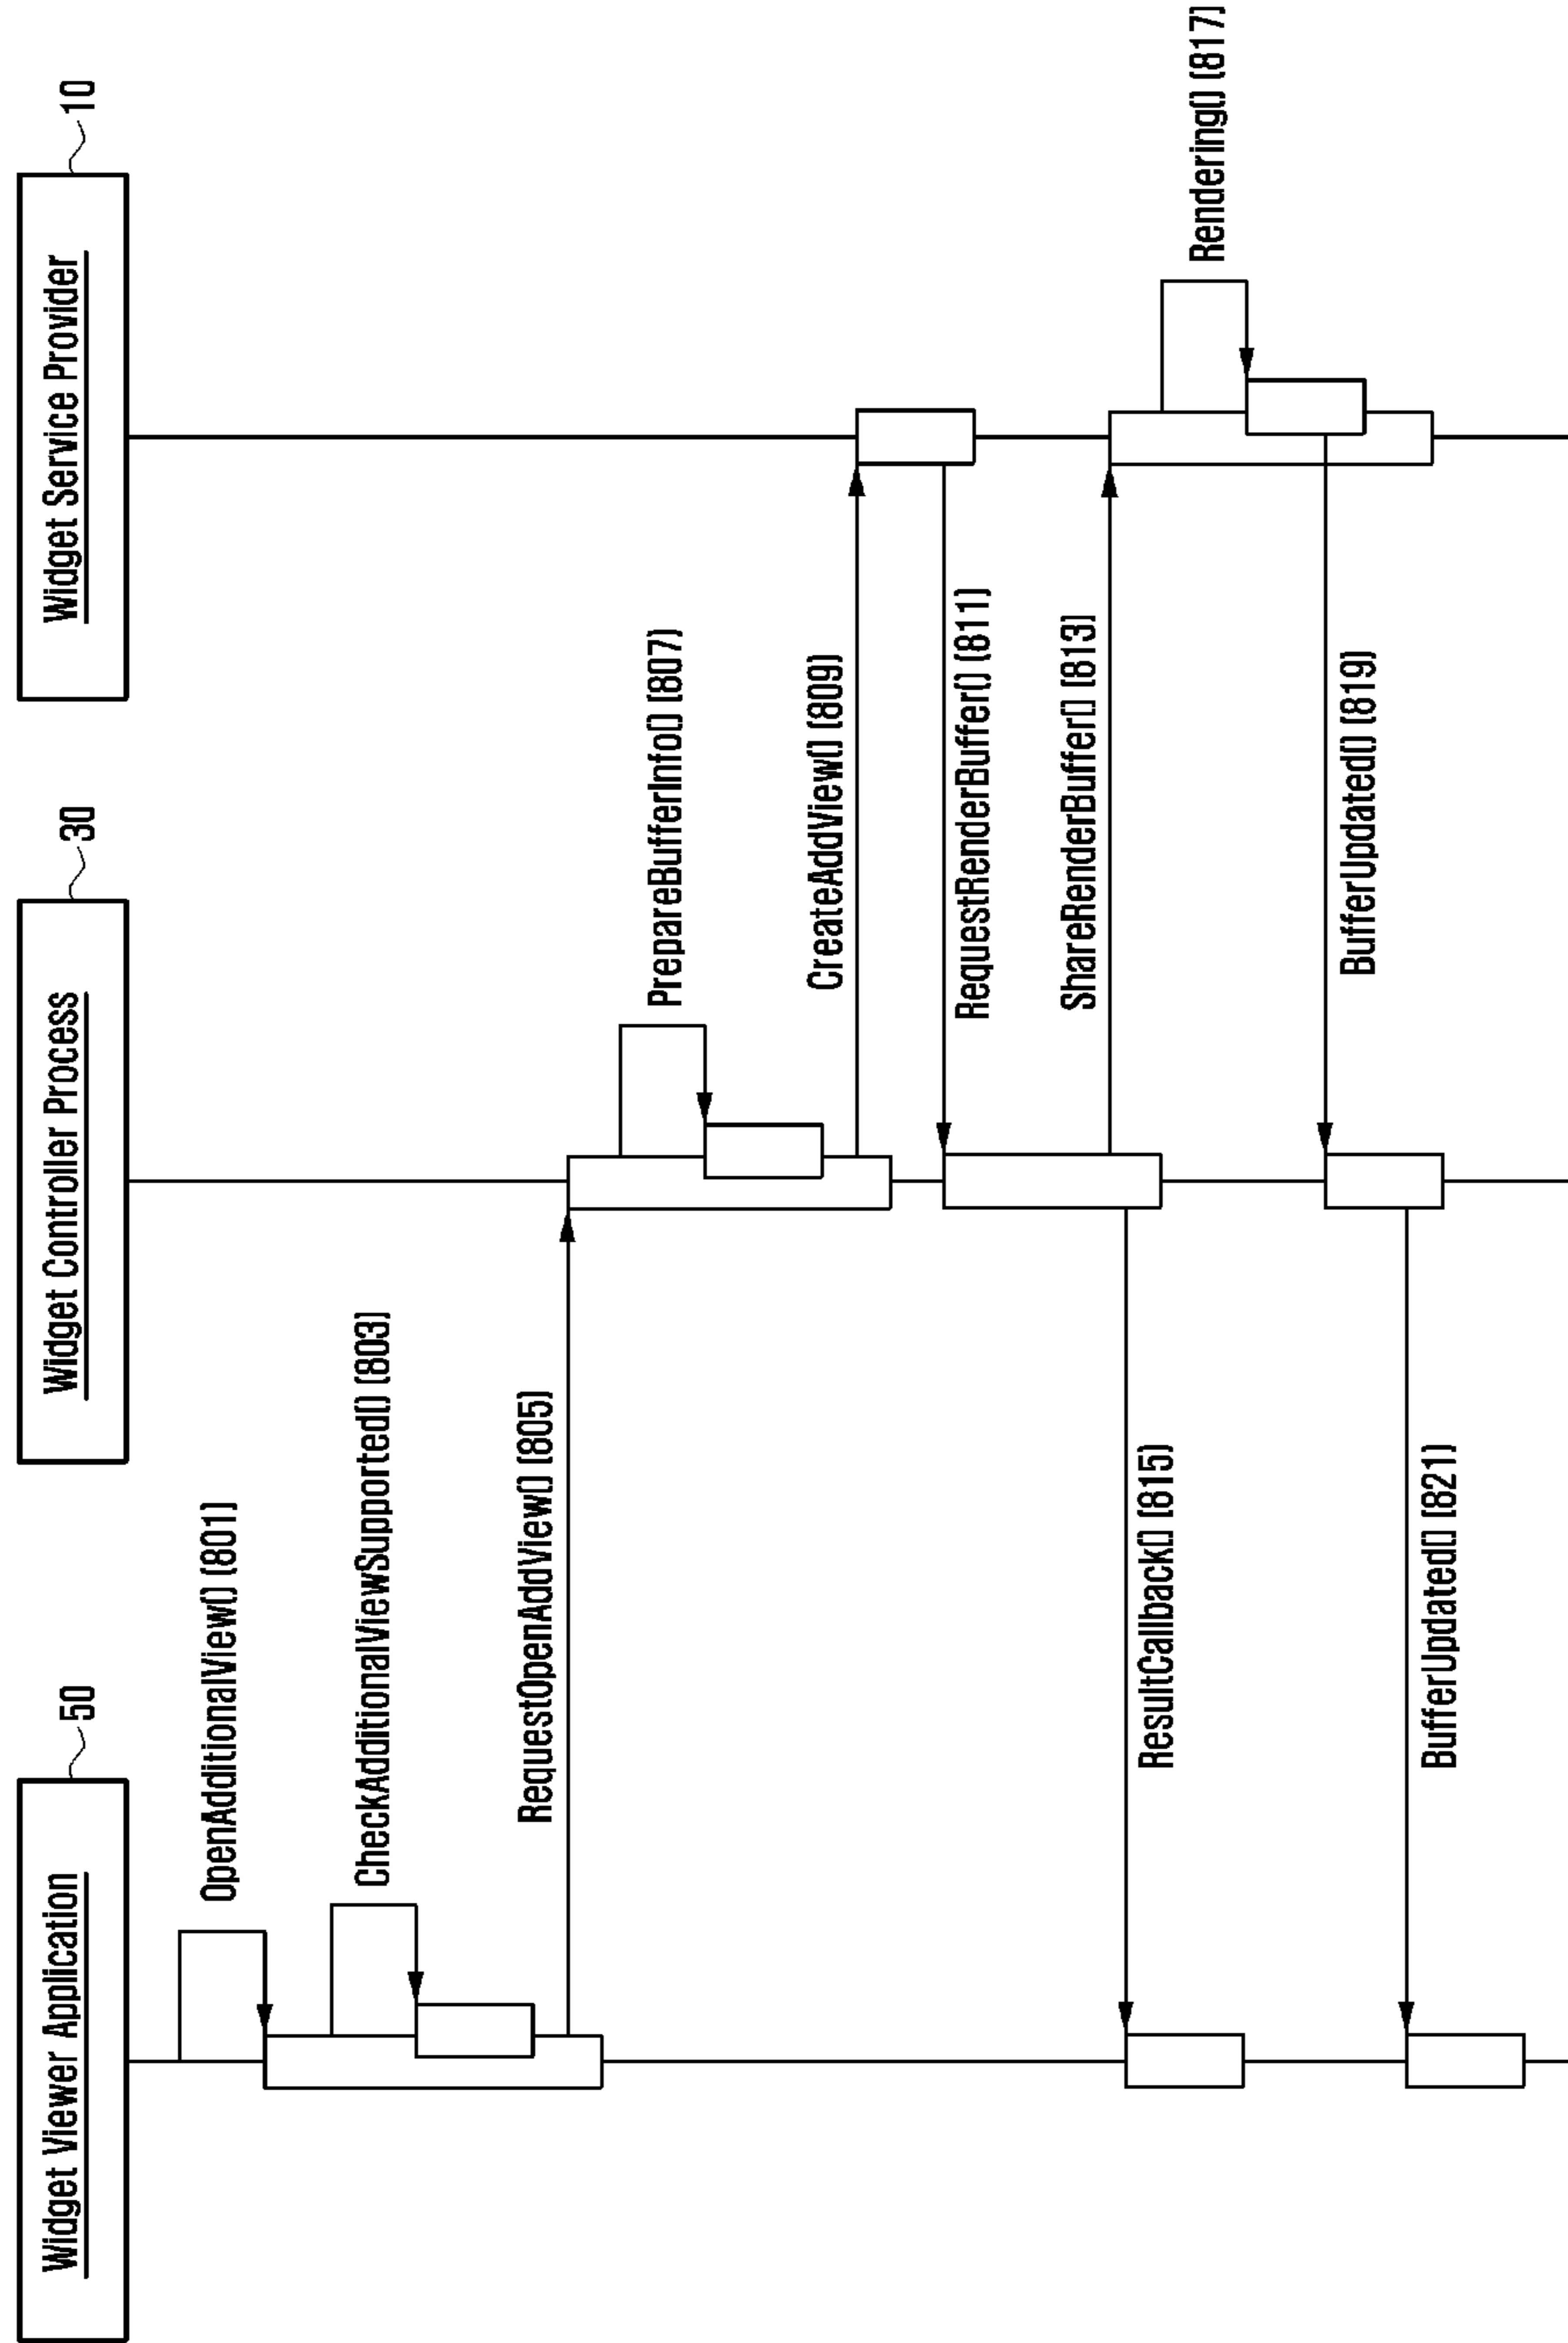 Widget Viewer Application
50
Widget Controller Process
30
Widget Service Provider
10
OpenAdditionalView() (801)
CheckAdditionalViewSupported() (803)
RequestOpenAddView() (805)
PrepareBufferInfo() (807)
CreateAddView() (809)
RequestRenderBuffer() (811)
ShareRenderBuffer() (813)
ResultCallback() (815)
Rendering() (817)
BufferUpdated() (819)
BufferUpdated() (821)